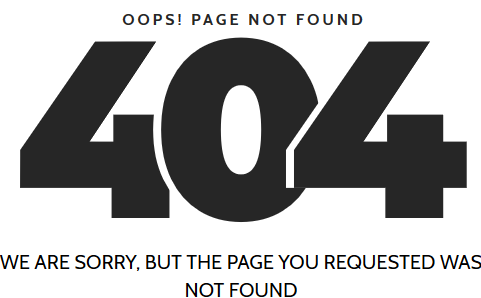 OOPS! PAGE NOT FOUND
404
WE ARE SORRY, BUT THE PAGE YOU REQUESTED WAS
NOT FOUND